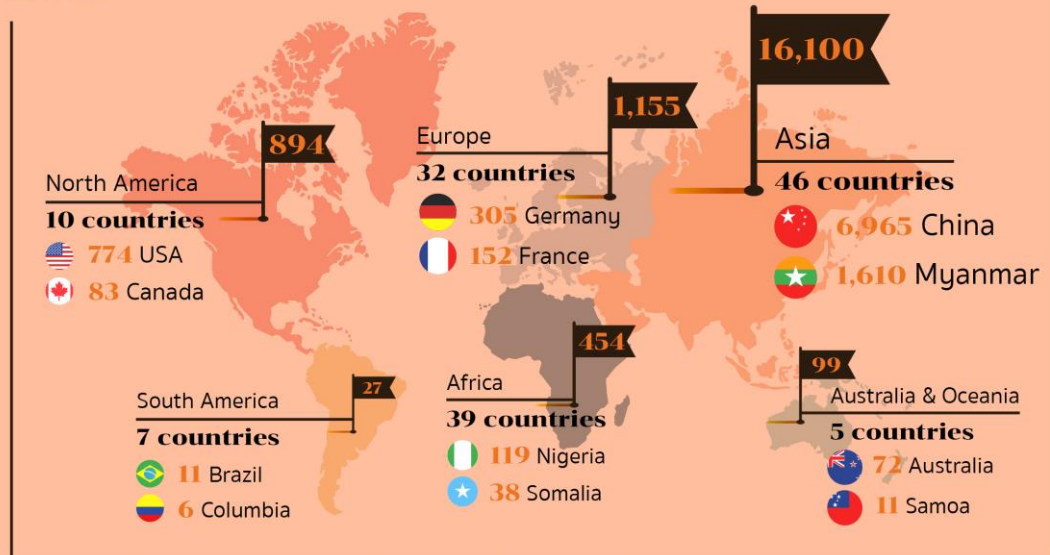 894
North America
10 countries
774 USA
83 Canada
1,155
Europe
32 countries
305 Germany
152 France
16,100
Asia
46 countries
6,965 China
1,610 Myanmar
27
South America
7 countries
11 Brazil
6 Columbia
454
Africa
39 countries
119 Nigeria
38 Somalia
99
Australia & Oceania
5 countries
72 Australia
11 Samoa